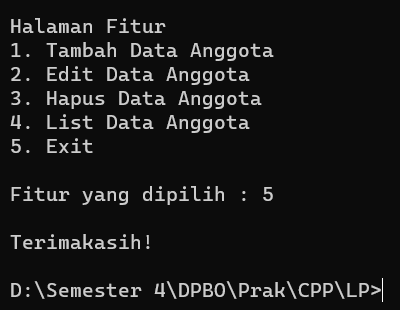 Halaman Fitur
1. Tambah Data Anggota
2. Edit Data Anggota
3. Hapus Data Anggota
4. List Data Anggota
5. Exit
Fitur yang dipilih : 5
Terimakasih!
D:\Semester 4\DPBO\Prak\CPP\LP>